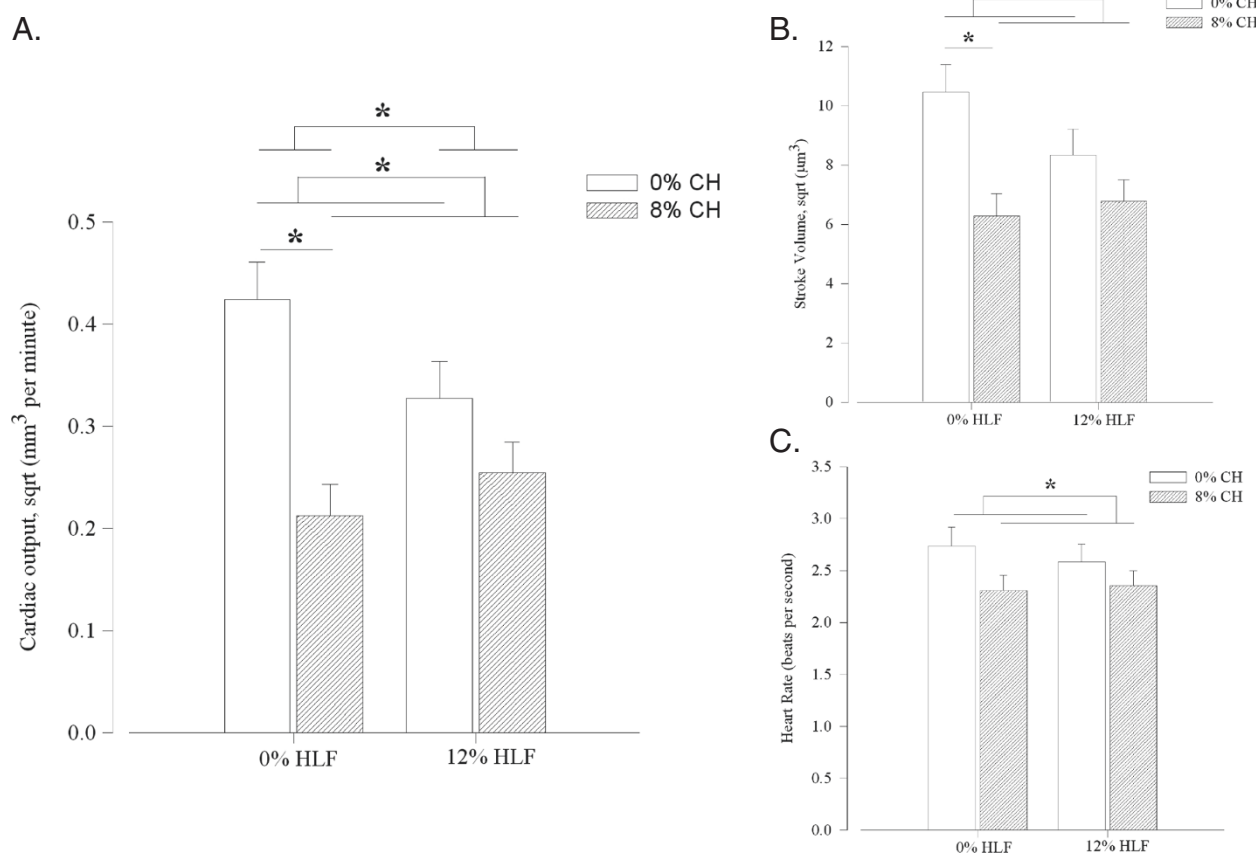 A.
*
*
*
0% CH
8% CH
0.5
0.4
0.3
0.2
0.1
0.0
Cardiac output, sqrt (mm³ per minute)
0% HLF
12% HLF
B.
0% CH
8% CH
*
12
10
8
6
4
2
0
Stroke Volume, sqrt (μm³)
0% HLF
12% HLF
C.
0% CH
8% CH
*
3.5
3.0
2.5
2.0
1.5
1.0
0.5
0.0
Heart Rate (beats per second)
0% HLF
12% HLF